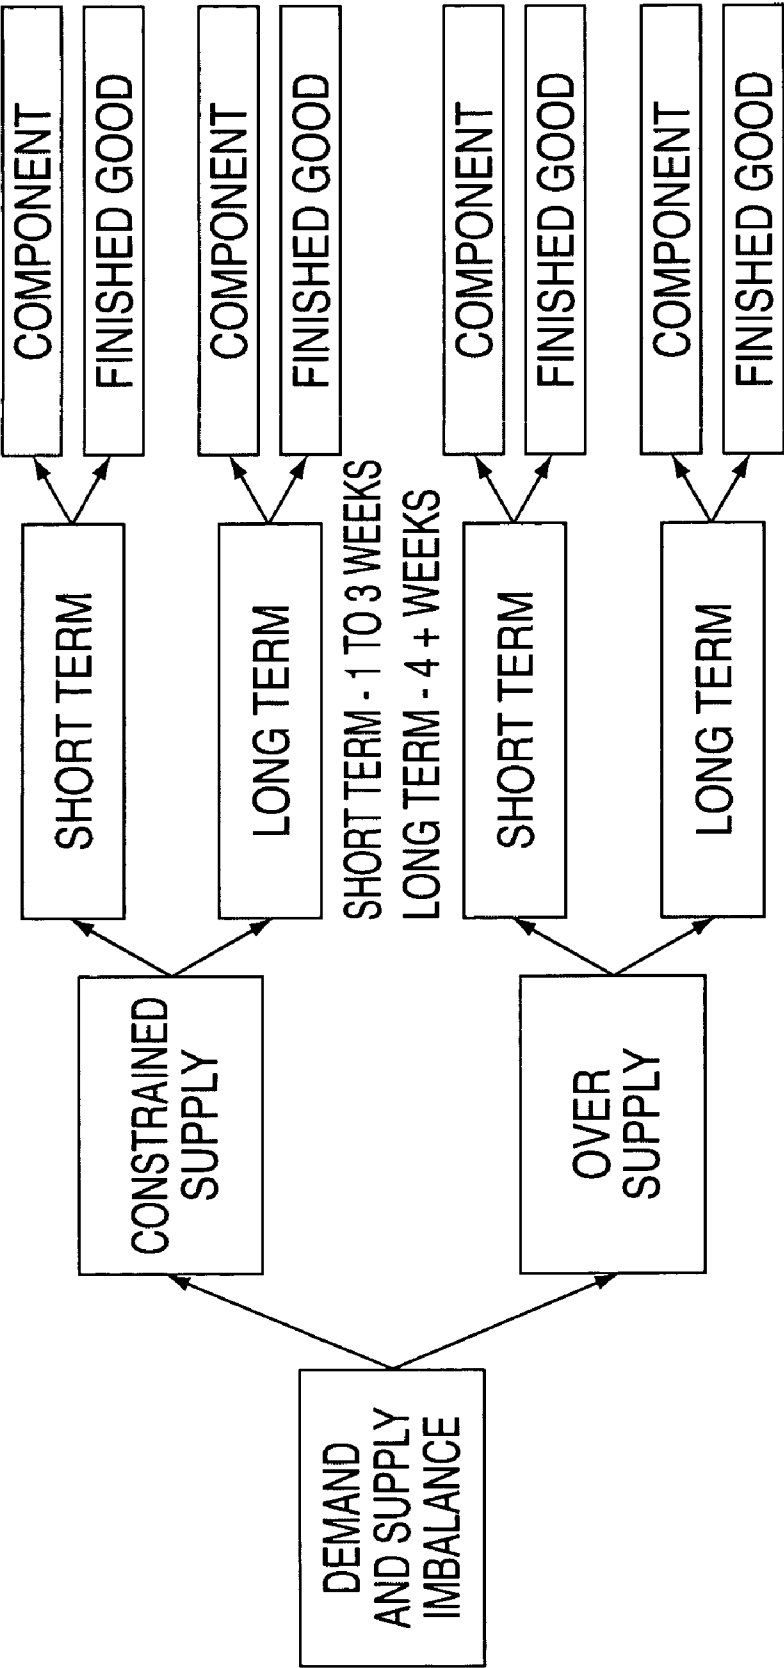 DEMAND
AND SUPPLY
IMBALANCE
CONSTRAINED
SUPPLY
SHORT TERM
COMPONENT
FINISHED GOOD
LONG TERM
COMPONENT
FINISHED GOOD
SHORT TERM - 1 TO 3 WEEKS
LONG TERM - 4 + WEEKS
OVER
SUPPLY
SHORT TERM
COMPONENT
FINISHED GOOD
LONG TERM
COMPONENT
FINISHED GOOD